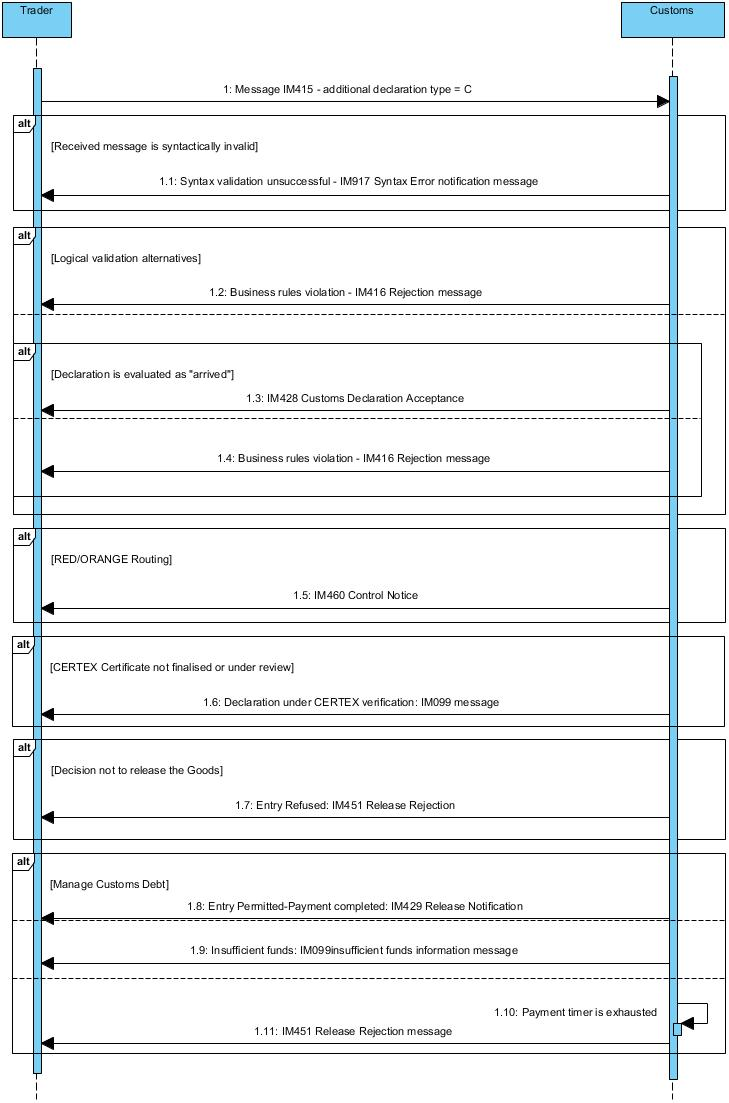 Trader
Customs
1: Message IM415 - additional declaration type = C
alt
[Received message is syntactically invalid]
1.1: Syntax validation unsuccessful - IM917 Syntax Error notification message
alt
[Logical validation alternatives]
1.2: Business rules violation - IM416 Rejection message
alt
[Declaration is evaluated as "arrived"]
1.3: IM428 Customs Declaration Acceptance
1.4: Business rules violation - IM416 Rejection message
alt
[RED/ORANGE Routing]
1.5: IM460 Control Notice
alt
[CERTEX Certificate not finalised or under review]
1.6: Declaration under CERTEX verification: IM099 message
alt
[Decision not to release the Goods]
1.7: Entry Refused: IM451 Release Rejection
alt
[Manage Customs Debt]
1.8: Entry Permitted-Payment completed: IM429 Release Notification
1.9: Insufficient funds: IM099insufficient funds information message
1.10: Payment timer is exhausted
1.11: IM451 Release Rejection message